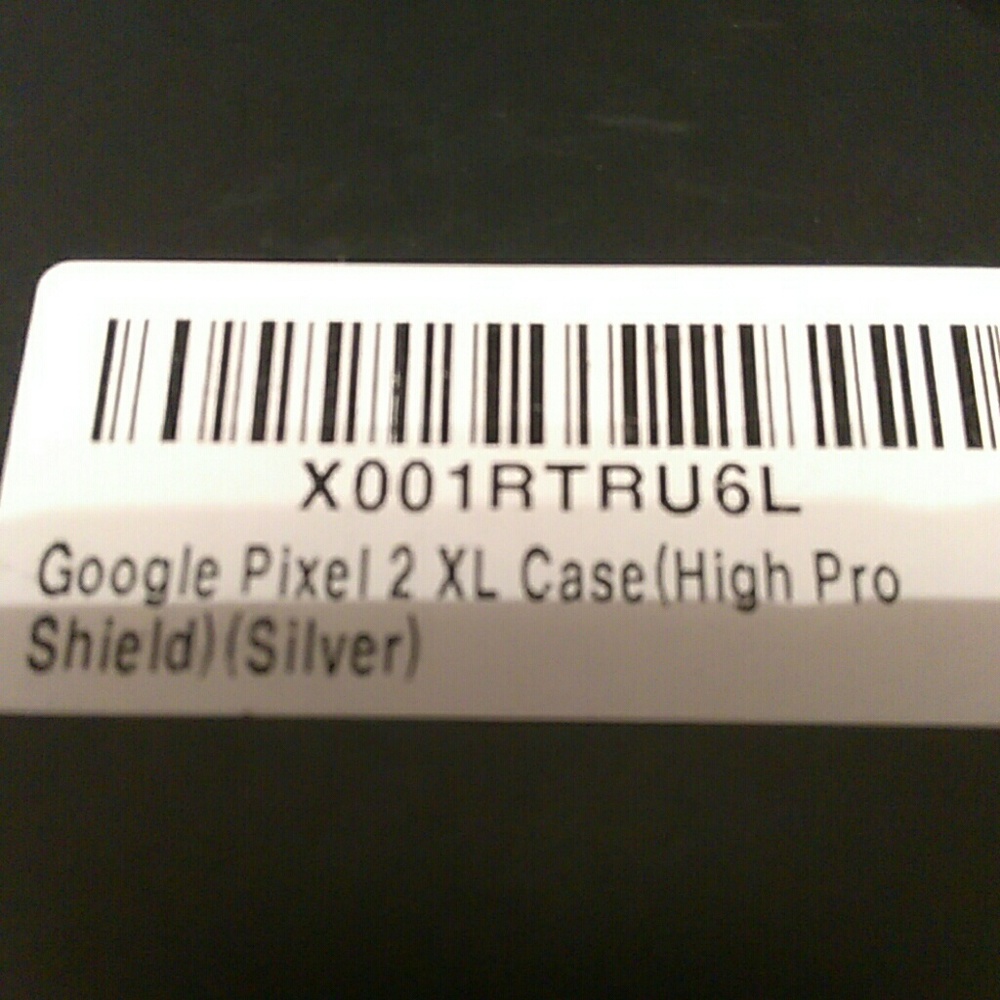 X001RTRU6L
Google Pixel 2 XL Case(High Pro
Shield)(Silver)